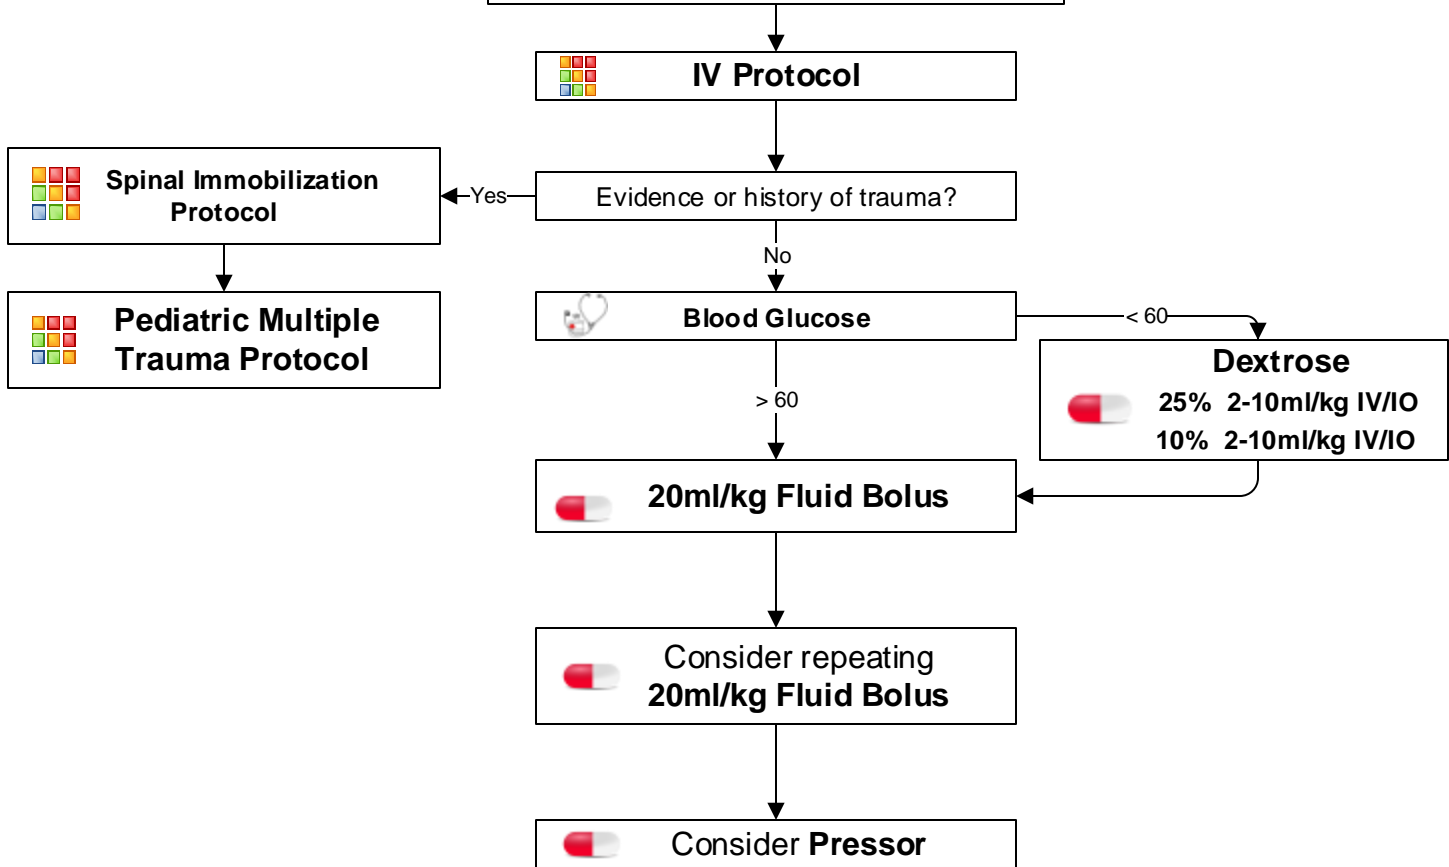 IV Protocol
Spinal Immobilization
Protocol
Yes
Evidence or history of trauma?
No
Pediatric Multiple
Trauma Protocol
Blood Glucose
< 60
Dextrose
25% 2-10ml/kg IV/IO
10% 2-10ml/kg IV/IO
> 60
20ml/kg Fluid Bolus
Consider repeating
20ml/kg Fluid Bolus
Consider Pressor